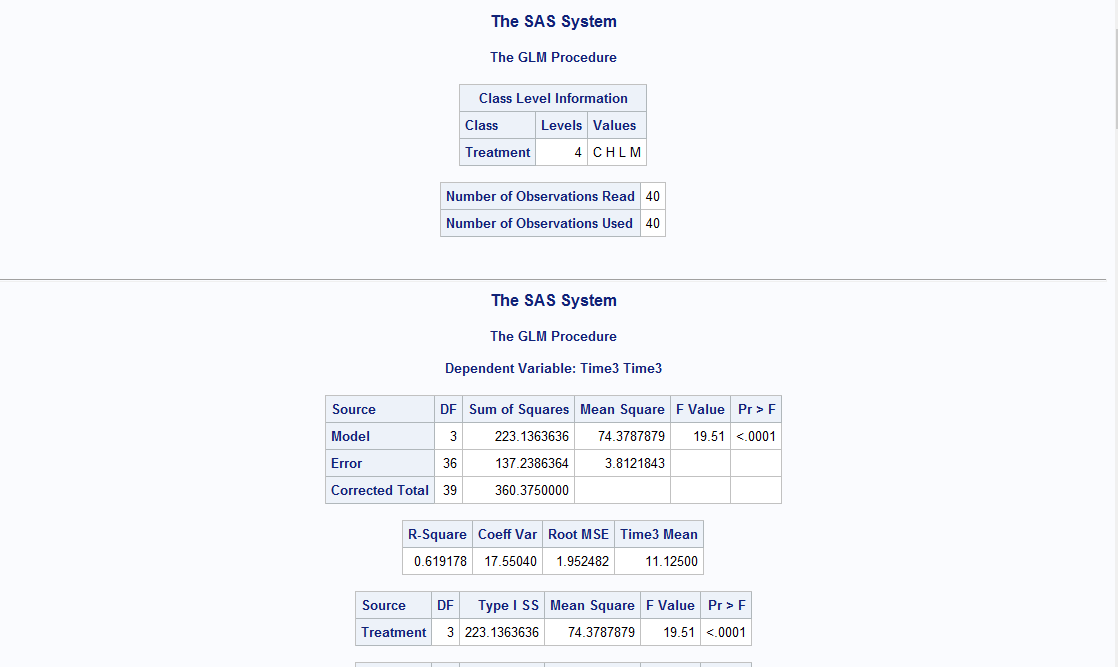 The SAS System
The GLM Procedure
Class Level Information
Class Levels Values
Treatment 4 C H L M
Number of Observations Read 40
Number of Observations Used 40
The SAS System
The GLM Procedure
Dependent Variable: Time3 Time3
Source DF Sum of Squares Mean Square F Value Pr > F
Model 3 223.1363636 74.3787879 19.51 <.0001
Error 36 137.2386364 3.8121843
Corrected Total 39 360.3750000
R-Square Coeff Var Root MSE Time3 Mean
0.619178 17.55040 1.952482 11.12500
Source DF Type I SS Mean Square F Value Pr > F
Treatment 3 223.1363636 74.3787879 19.51 <.0001